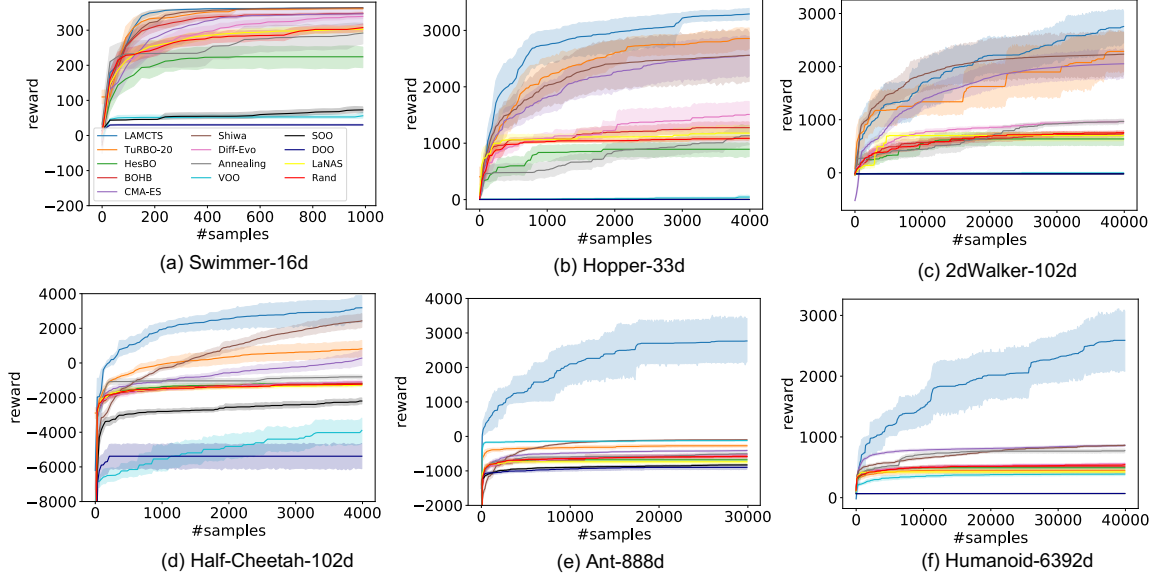 300
200
100
0
−100
−200
reward
LAMCTS
TuRBO-20
HesBO
BOHB
CMA-ES
Shiwa
Diff-Evo
Annealing
VOO
SOO
DOO
LaNAS
Rand
0 200 400 600 800 1000
#samples
(a) Swimmer-16d
3000
2000
1000
0
reward
0 1000 2000 3000 4000
#samples
(b) Hopper-33d
3000
2000
1000
0
reward
0 10000 20000 30000 40000
#samples
(c) 2dWalker-102d
4000
2000
0
−2000
−4000
−6000
−8000
reward
0 1000 2000 3000 4000
#samples
(d) Half-Cheetah-102d
4000
3000
2000
1000
0
−1000
−2000
reward
0 10000 20000 30000
#samples
(e) Ant-888d
3000
2000
1000
0
reward
0 10000 20000 30000 40000
#samples
(f) Humanoid-6392d